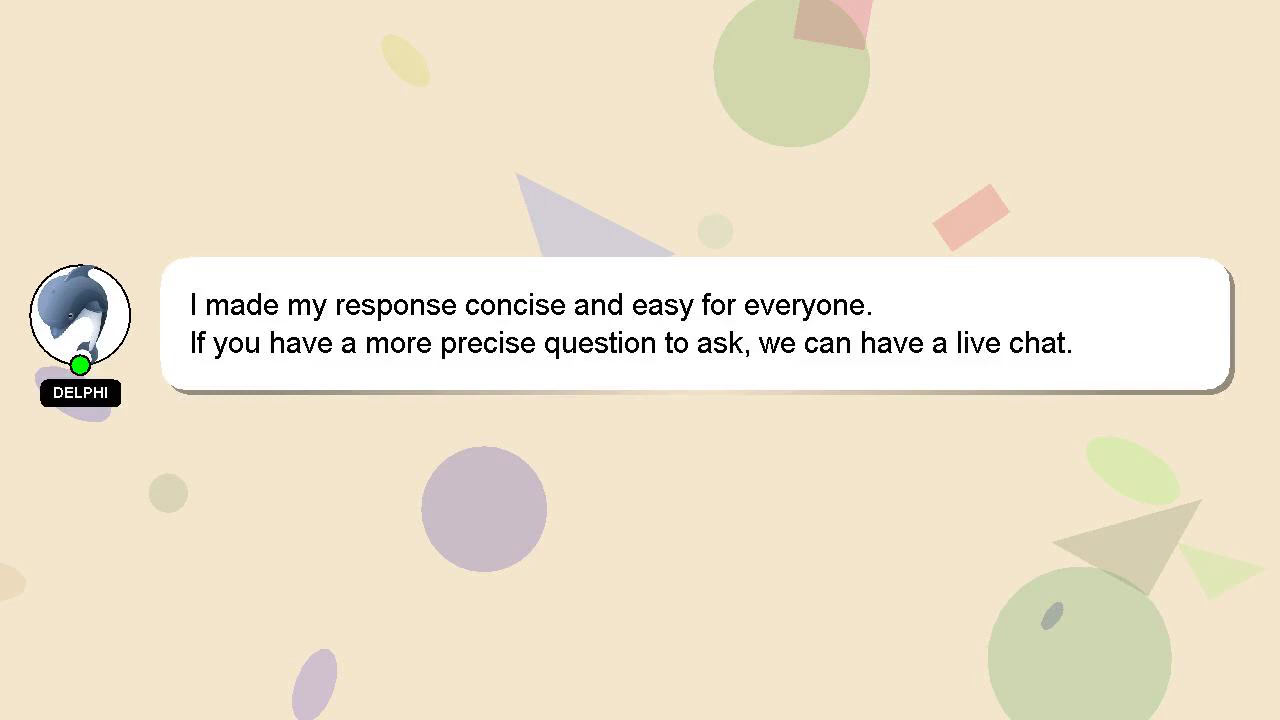 I made my response concise and easy for everyone.
If you have a more precise question to ask, we can have a live chat.
DELPHI